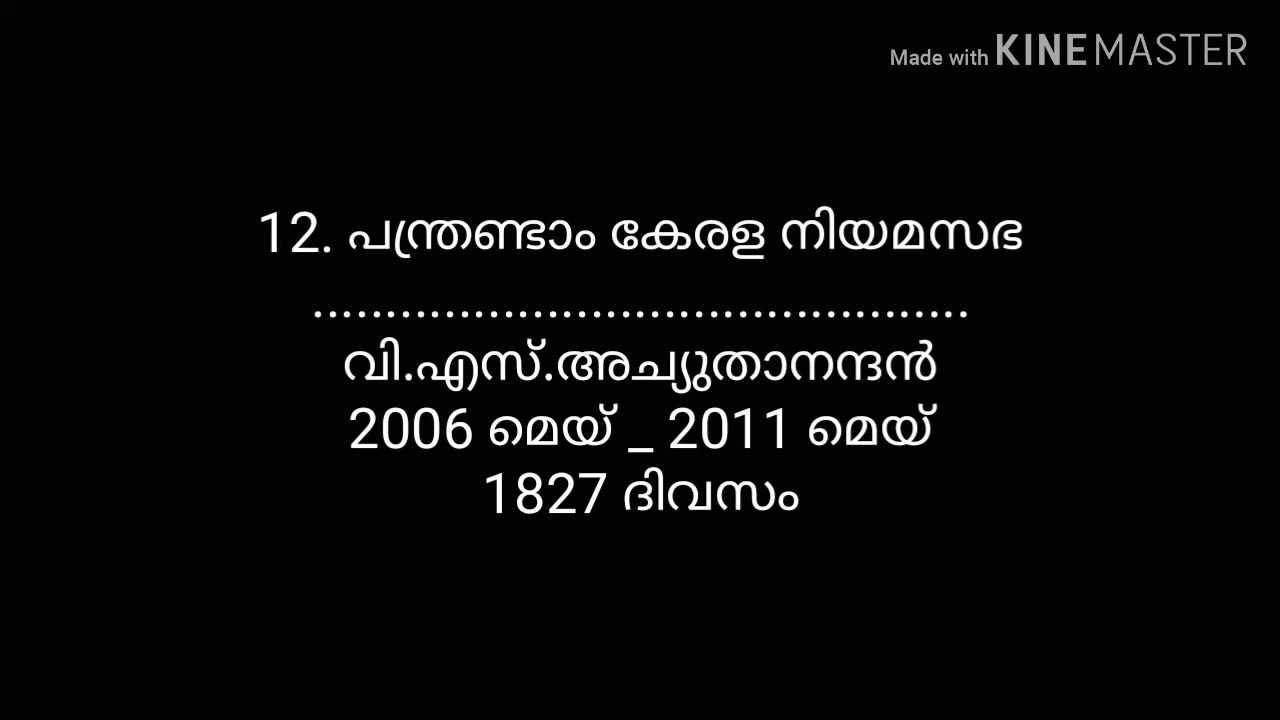 Made with KINEMASTER
12. പന്ത്രണ്ടാം കേരള നിയമസഭ
.............................................
വി.എസ്.അച്യുതാനന്ദൻ
2006 മെയ് _ 2011 മെയ്
1827 ദിവസം